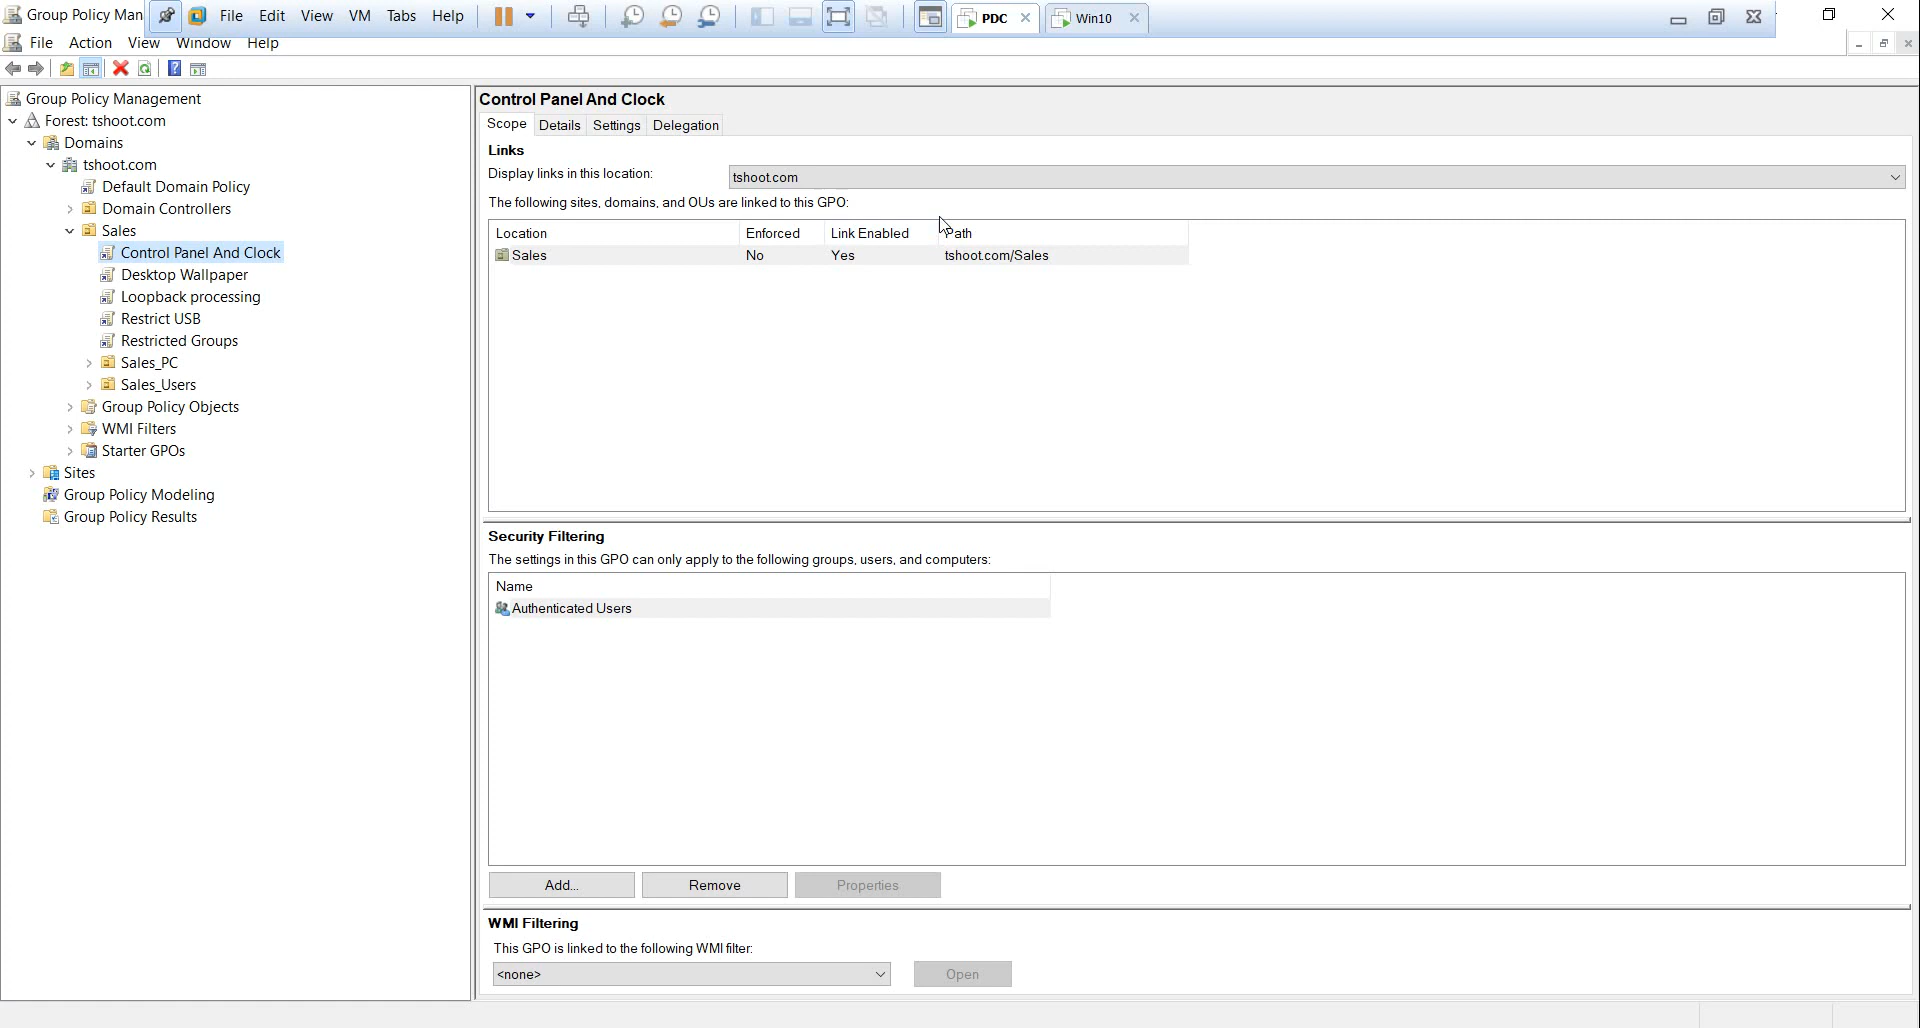 Group Policy Man
File Edit View VM Tabs Help
PDC
Win10
File Action View Window Help
Group Policy Management
Forest: tshoot.com
Domains
tshoot.com
Default Domain Policy
Domain Controllers
Sales
Control Panel And Clock
Desktop Wallpaper
Loopback processing
Restrict USB
Restricted Groups
Sales_PC
Sales_Users
Group Policy Objects
WMI Filters
Starter GPOs
Sites
Group Policy Modeling
Group Policy Results
Control Panel And Clock
Scope Details Settings Delegation
Links
Display links in this location: tshoot.com
The following sites, domains, and OUs are linked to this GPO:
Location Enforced Link Enabled Path
Sales No Yes tshoot.com/Sales
Security Filtering
The settings in this GPO can only apply to the following groups, users, and computers:
Name
Authenticated Users
Add... Remove Properties
WMI Filtering
This GPO is linked to the following WMI filter:
<none> Open